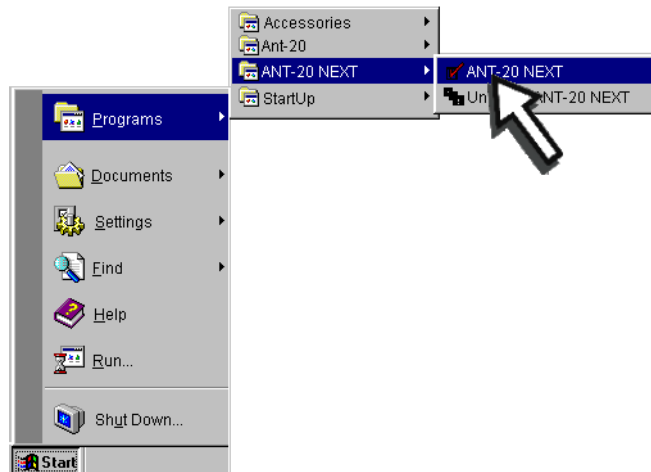 Accessories
Ant-20
ANT-20 NEXT
StartUp
ANT-20 NEXT
Un ANT-20 NEXT
Programs
Documents
Settings
Find
Help
Run...
Shut Down...
Start